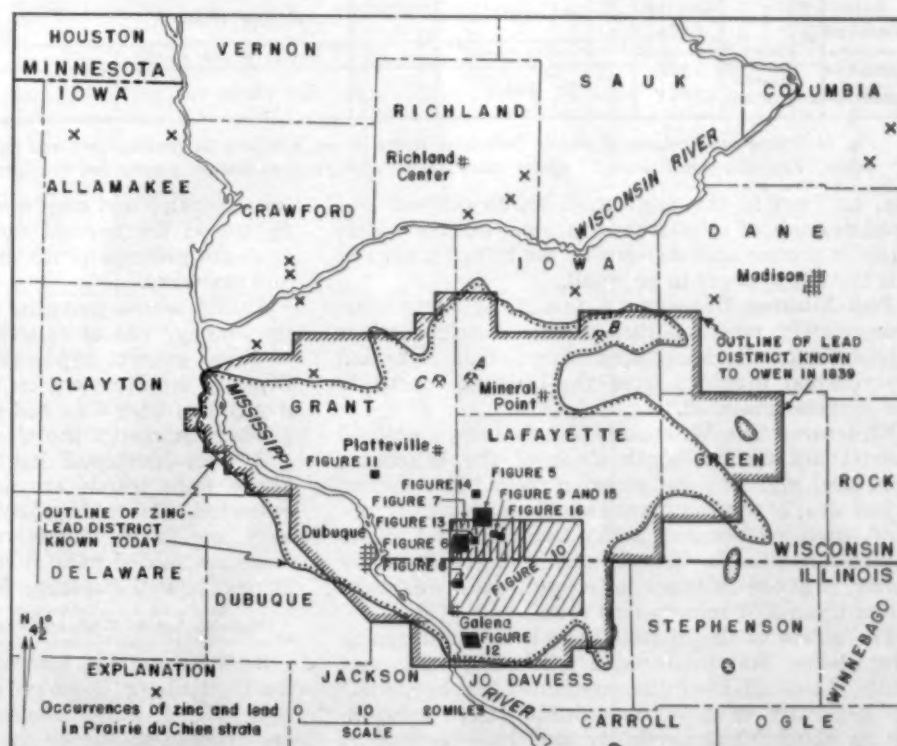 HOUSTON
VERNON
MINNESOTA
IOWA
SAUK
COLUMBIA
RICHLAND
Richland
Center
WISCONSIN RIVER
ALLAMAKEE
CRAWFORD
DANE
IOWA
Madison
OUTLINE OF LEAD
DISTRICT KNOWN
TO OWEN IN 1839
B
A
C
CLAYTON
MISSISSIPPI
GRANT
Mineral
Point
LAFAYETTE
Platteville
FIGURE 11
GREEN
ROCK
FIGURE 14
FIGURE 5
FIGURE 7
FIGURE 9 AND 15
FIGURE 16
FIGURE 13
OUTLINE OF ZINC-
LEAD DISTRICT
KNOWN TODAY
Dubuque
FIGURE 6
FIGURE 10
WISCONSIN
ILLINOIS
DELAWARE
FIGURE 8
DUBUQUE
Galena
FIGURE
12
STEPHENSON
WINNEBAGO
N 4½°
EXPLANATION
Occurrences of zinc and lead
in Prairie du Chien strata
JACKSON
JO DAVIESS
RIVER
0 10 20 MILES
SCALE
CARROLL
OGLE